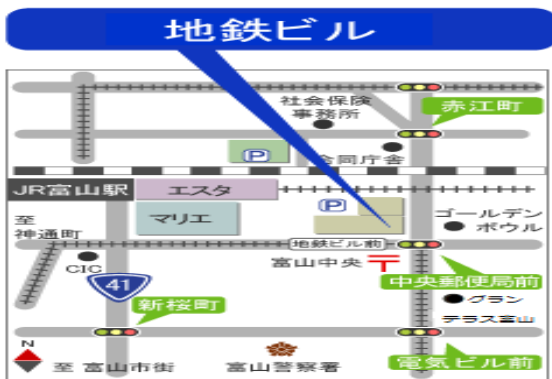 地鉄ビル
社会保険
事務所
赤江町
P
合同庁舎
JR富山駅
エスタ
P
マリエ
ゴールデン
ボウル
至
神通町
地鉄ビル前
CIC
富山中央
中央郵便局前
41
新桜町
グラン
テラス富山
N
至 富山市街
富山警察署
電気ビル前